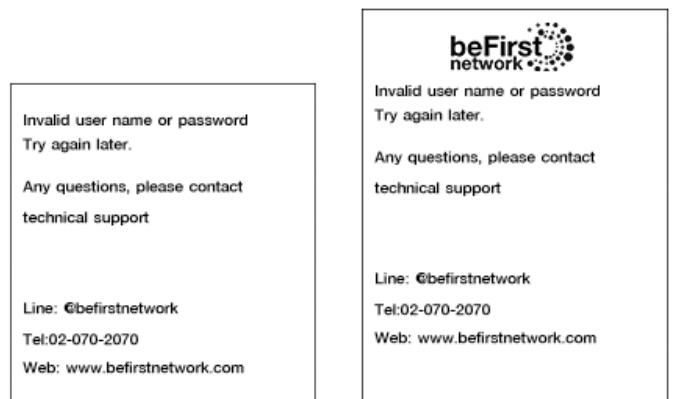 Invalid user name or password
Try again later.
Any questions, please contact
technical support
Line: @befirstnetwork
Tel:02-070-2070
Web: www.befirstnetwork.com
beFirst
network
Invalid user name or password
Try again later.
Any questions, please contact
technical support
Line: @befirstnetwork
Tel:02-070-2070
Web: www.befirstnetwork.com